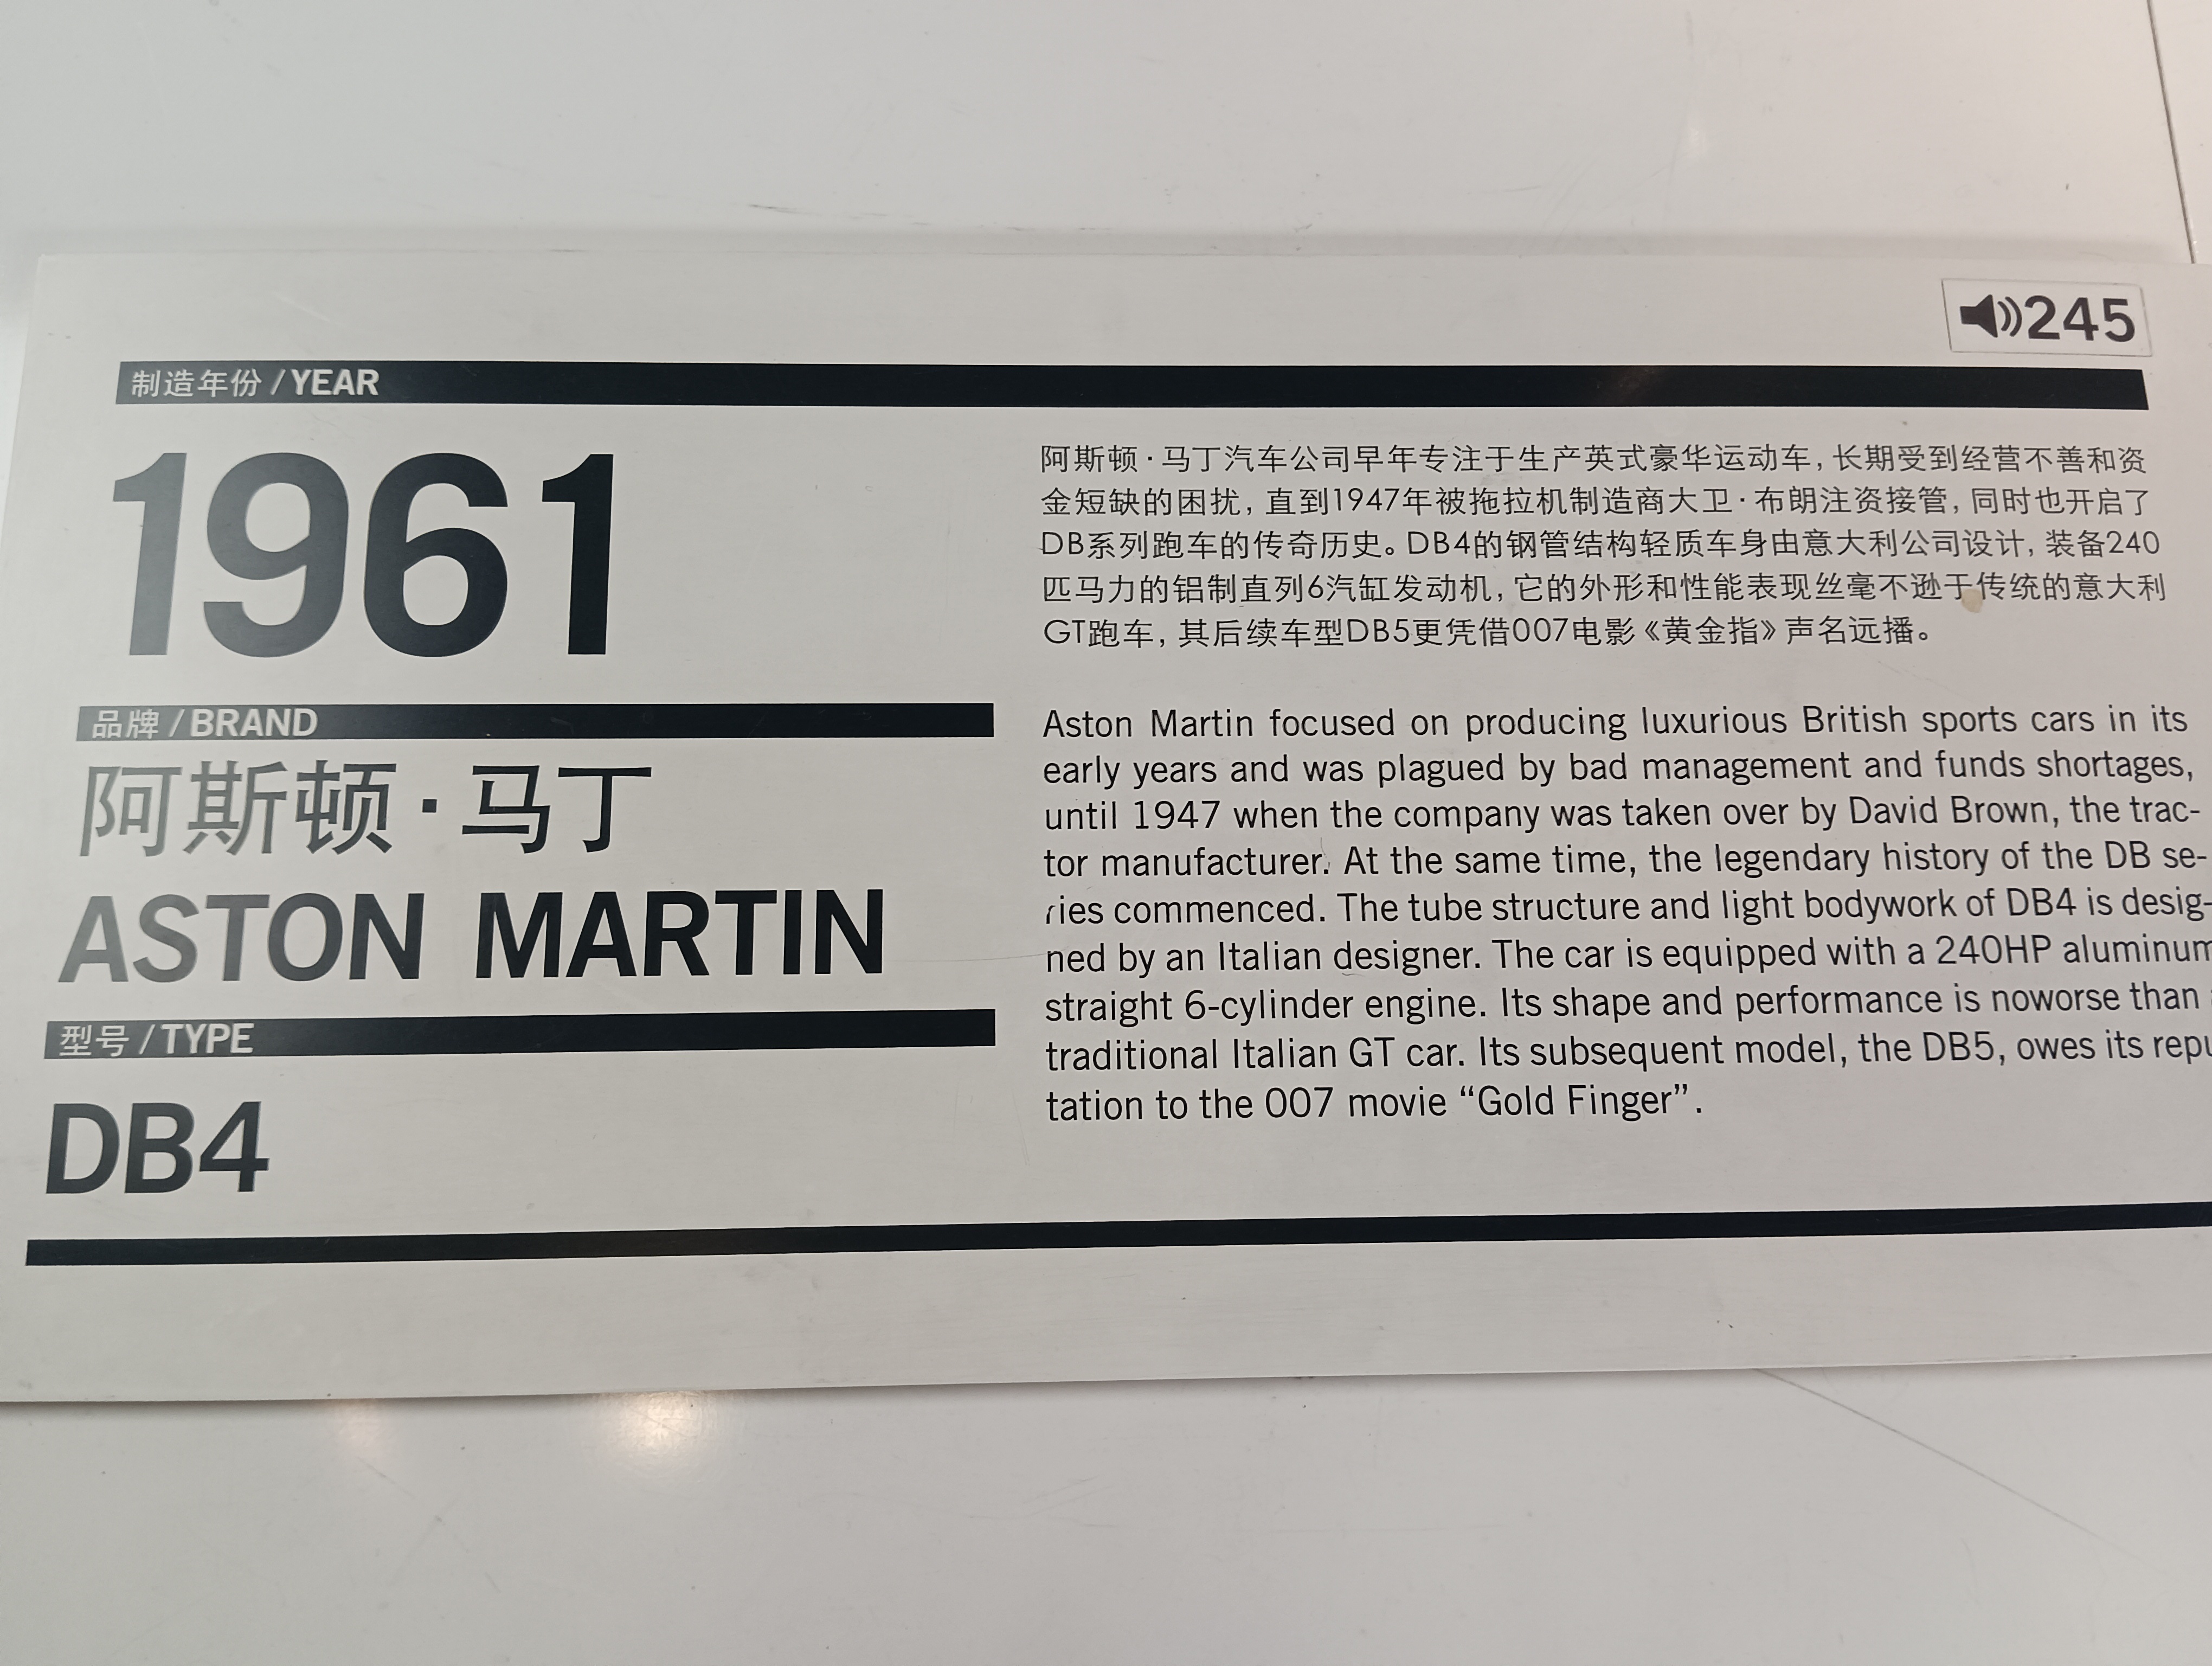 245
制造年份 / YEAR
1961
品牌 / BRAND
阿斯顿·马丁
ASTON MARTIN
型号 / TYPE
DB4
阿斯顿·马丁汽车公司早年专注于生产英式豪华运动车，长期受到经营不善和资
金短缺的困扰，直到1947年被拖拉机制造商大卫·布朗注资接管，同时也开启了
DB系列跑车的传奇历史。DB4的钢管结构轻质车身由意大利公司设计，装备240
匹马力的铝制直列6汽缸发动机，它的外形和性能表现丝毫不逊于传统的意大利
GT跑车，其后续车型DB5更凭借007电影《黄金指》声名远播。
Aston Martin focused on producing luxurious British sports cars in its
early years and was plagued by bad management and funds shortages,
until 1947 when the company was taken over by David Brown, the trac-
tor manufacturer. At the same time, the legendary history of the DB se-
ries commenced. The tube structure and light bodywork of DB4 is desig-
ned by an Italian designer. The car is equipped with a 240HP aluminum
straight 6-cylinder engine. Its shape and performance is noworse than
traditional Italian GT car. Its subsequent model, the DB5, owes its repu
tation to the 007 movie “Gold Finger”.